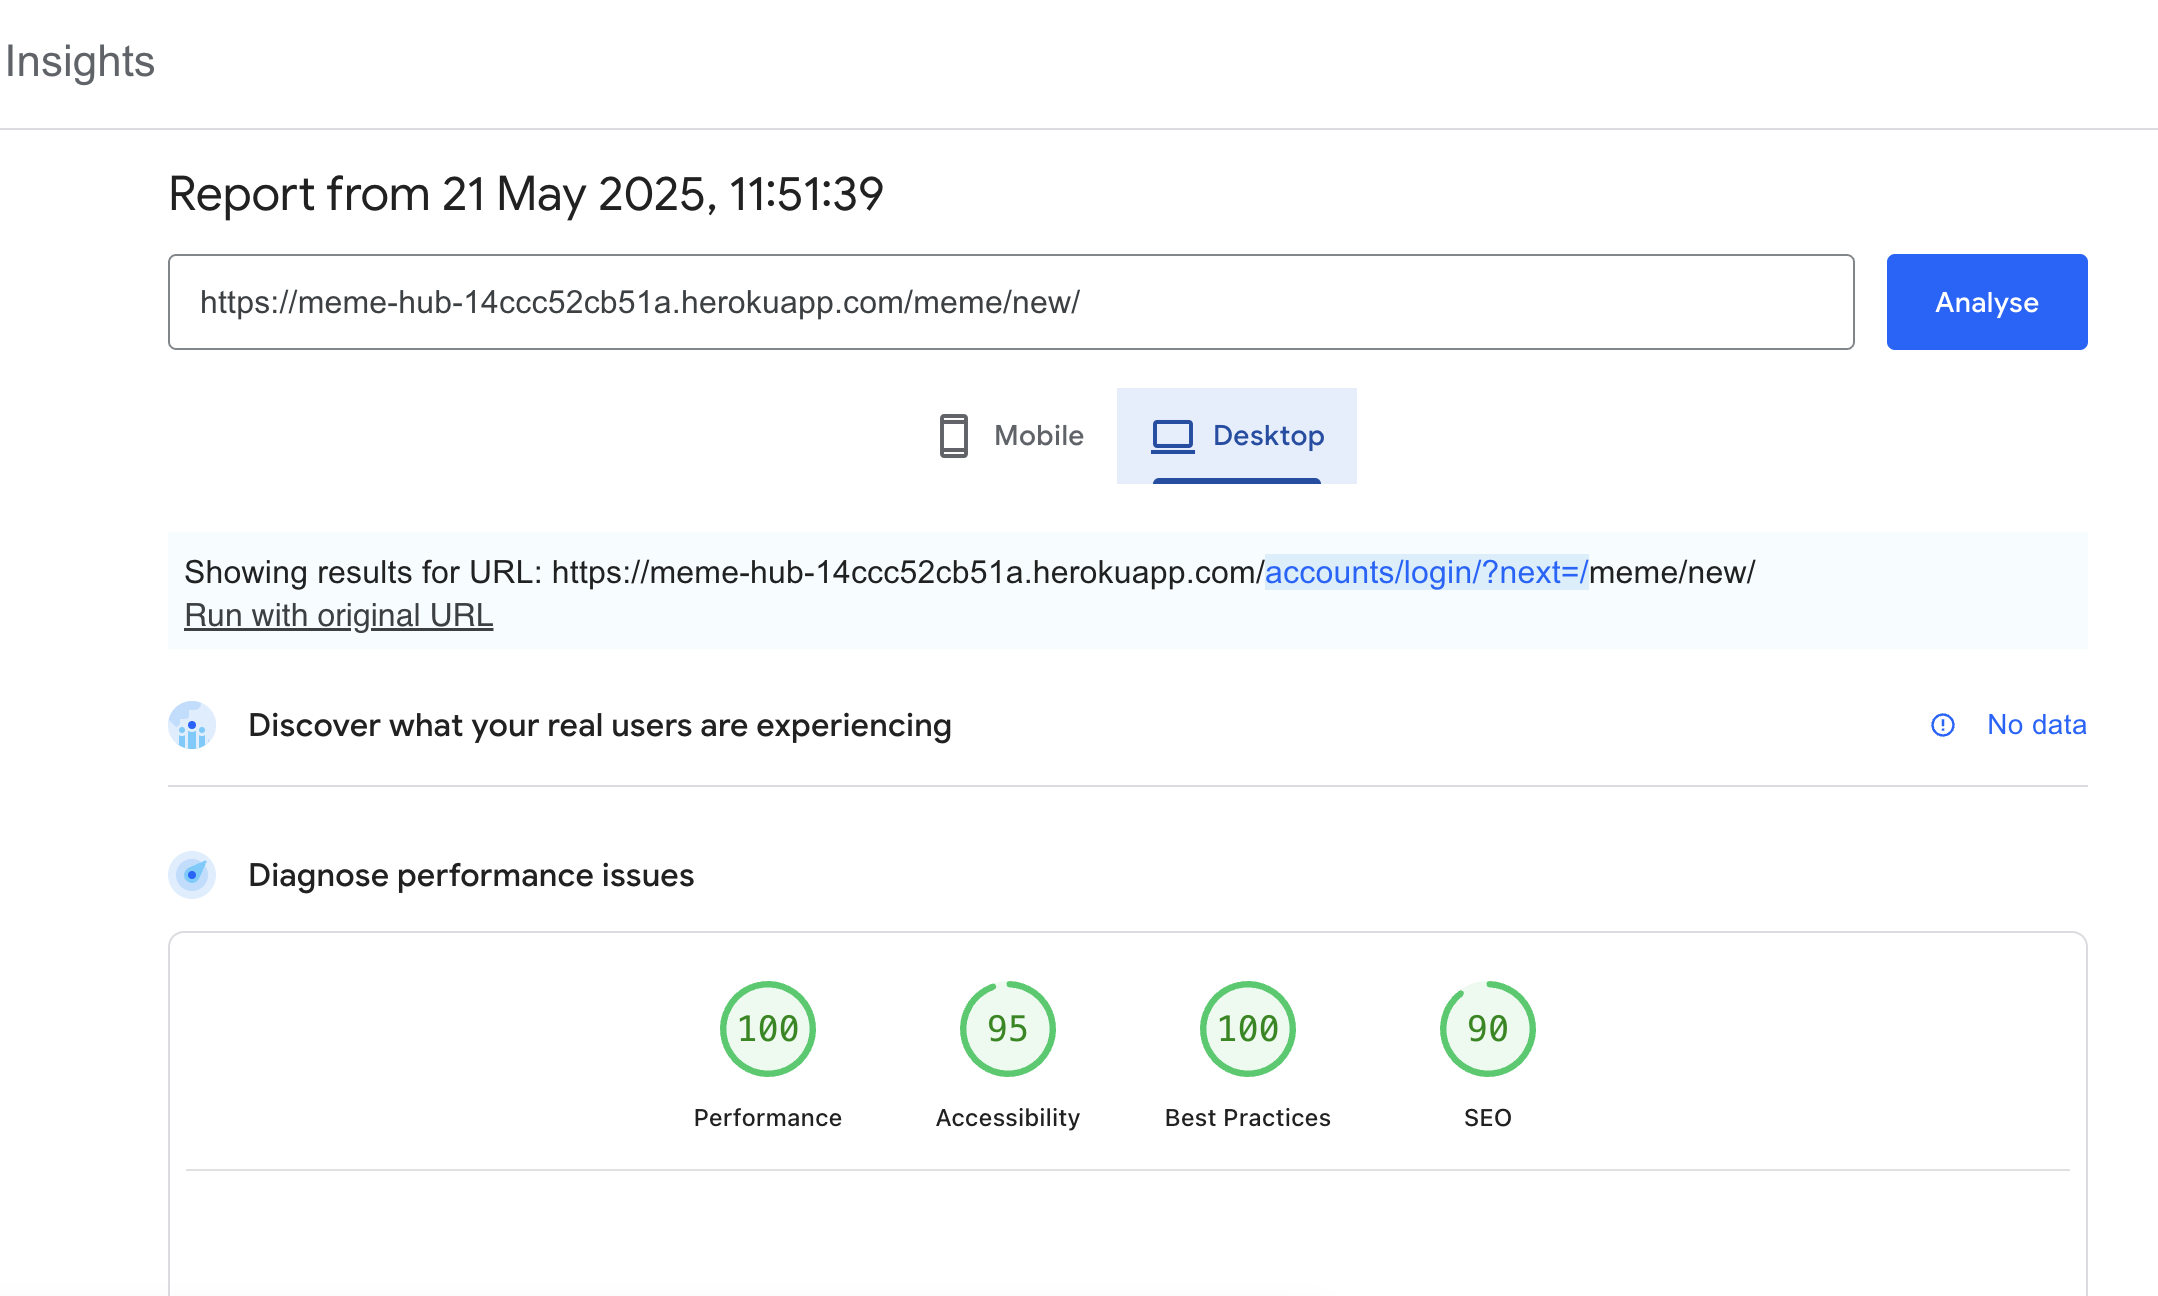 Insights
Report from 21 May 2025, 11:51:39
https://meme-hub-14ccc52cb51a.herokuapp.com/meme/new/
Analyse
Mobile
Desktop
Showing results for URL: https://meme-hub-14ccc52cb51a.herokuapp.com/accounts/login/?next=/meme/new/
Run with original URL
Discover what your real users are experiencing
No data
Diagnose performance issues
100
95
100
90
Performance
Accessibility
Best Practices
SEO